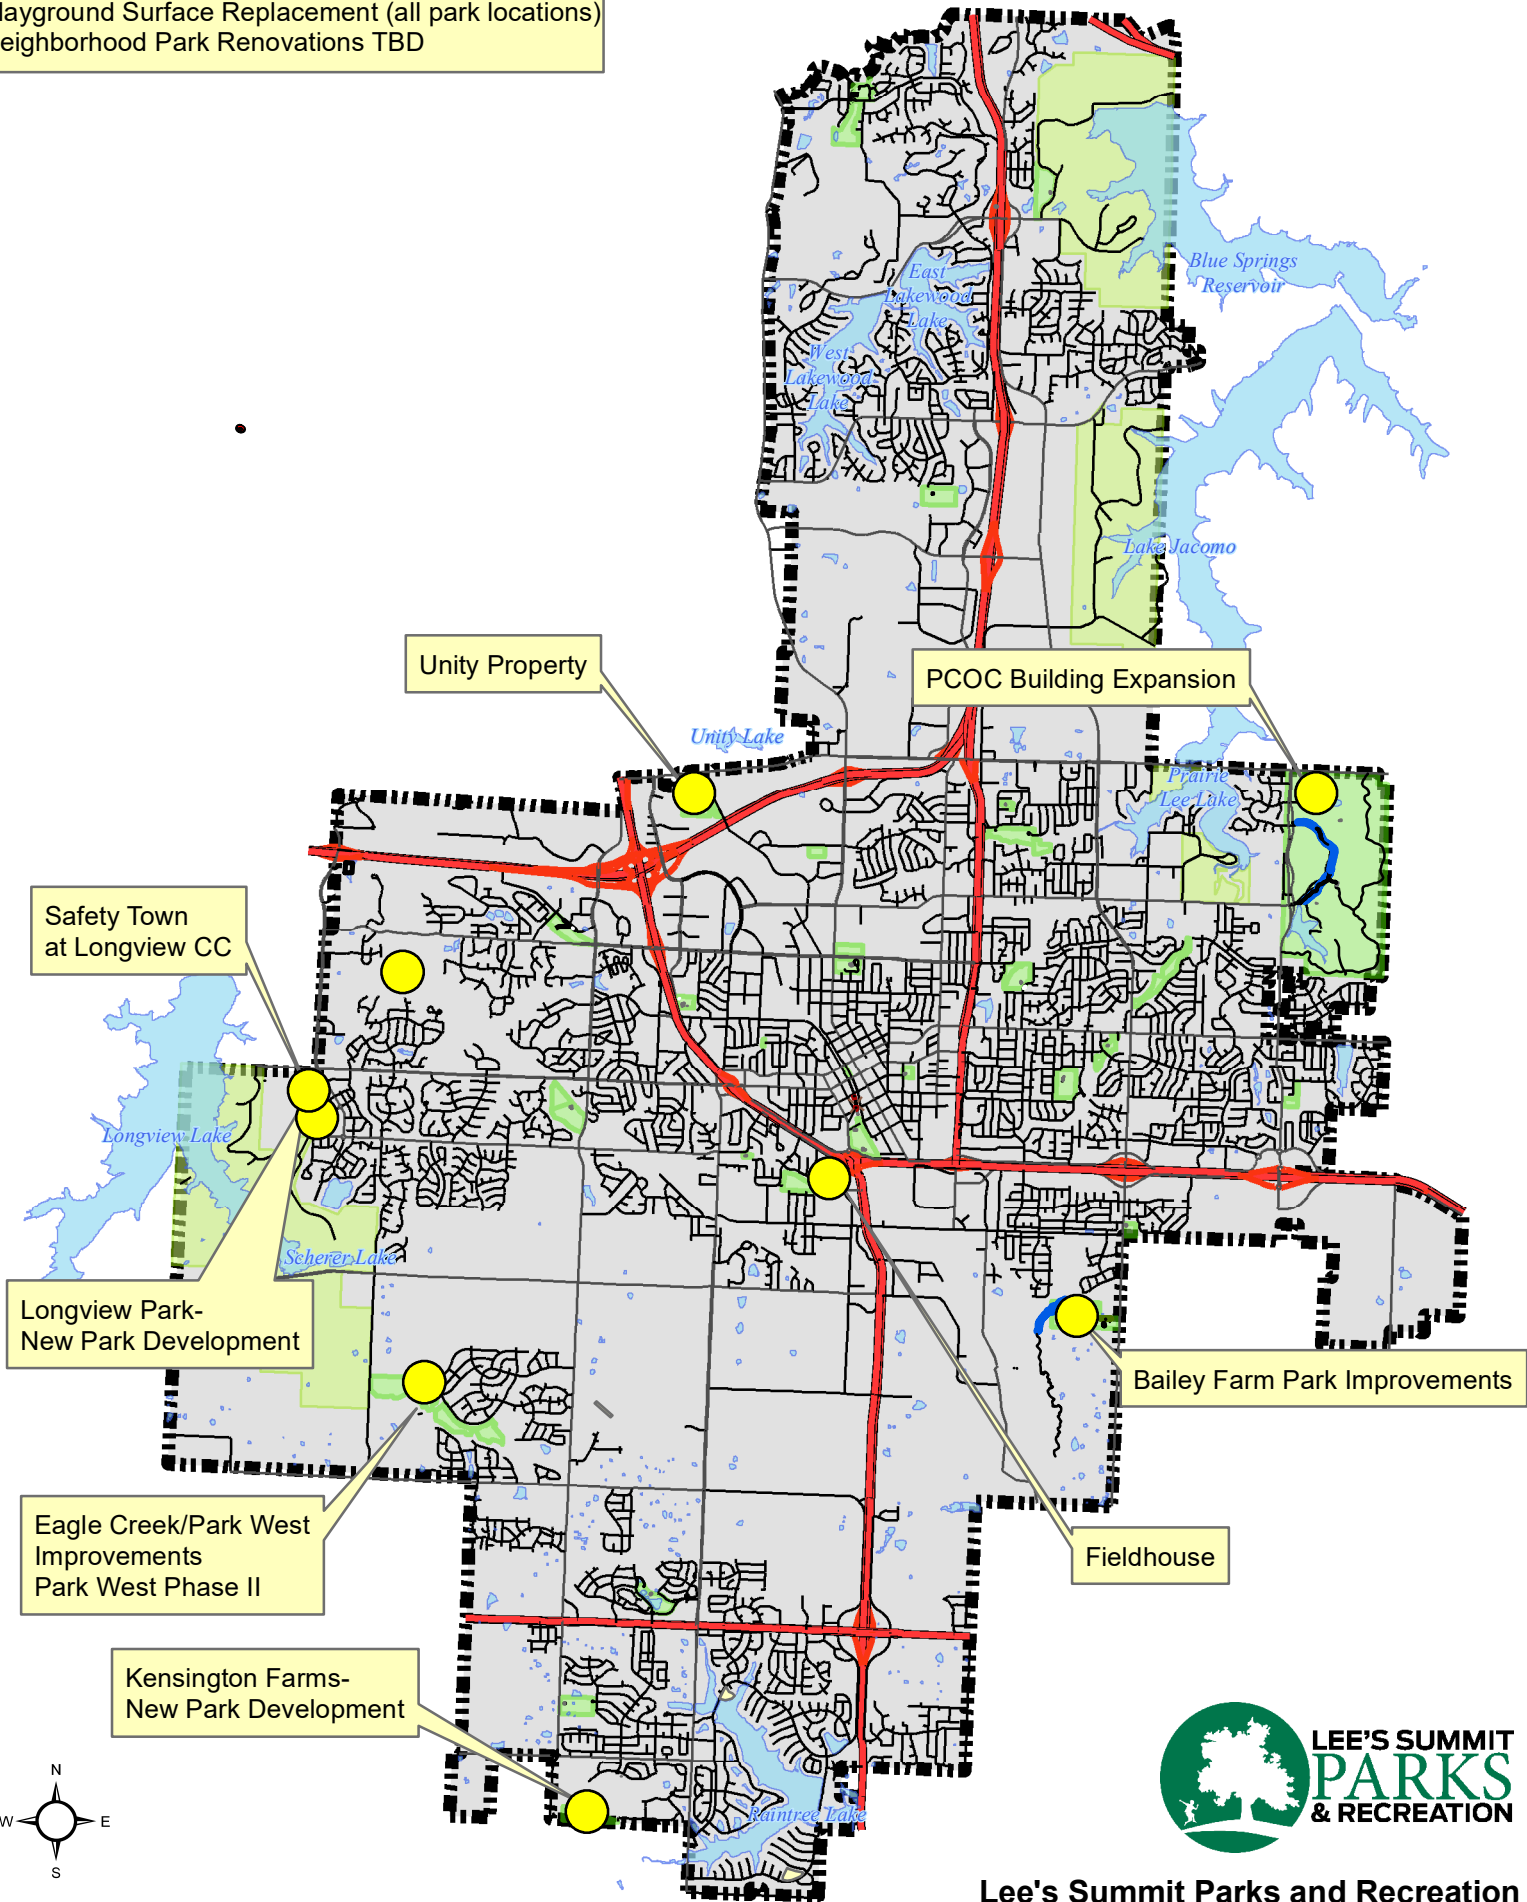 layground Surface Replacement (all park locations)
eighborhood Park Renovations TBD
Blue Springs
Reservoir
East
Lakewood
Lake
West
Lakewood
Lake
Lake Jacomo
Unity Property
PCOC Building Expansion
Unity Lake
Prairie
Lee Lake
Safety Town
at Longview CC
Longview Lake
Scherer Lake
Longview Park-
New Park Development
Bailey Farm Park Improvements
Eagle Creek/Park West
Improvements
Park West Phase II
Fieldhouse
Kensington Farms-
New Park Development
Raintree Lake
N
W E
S
LEE'S SUMMIT
PARKS
& RECREATION
Lee's Summit Parks and Recreation